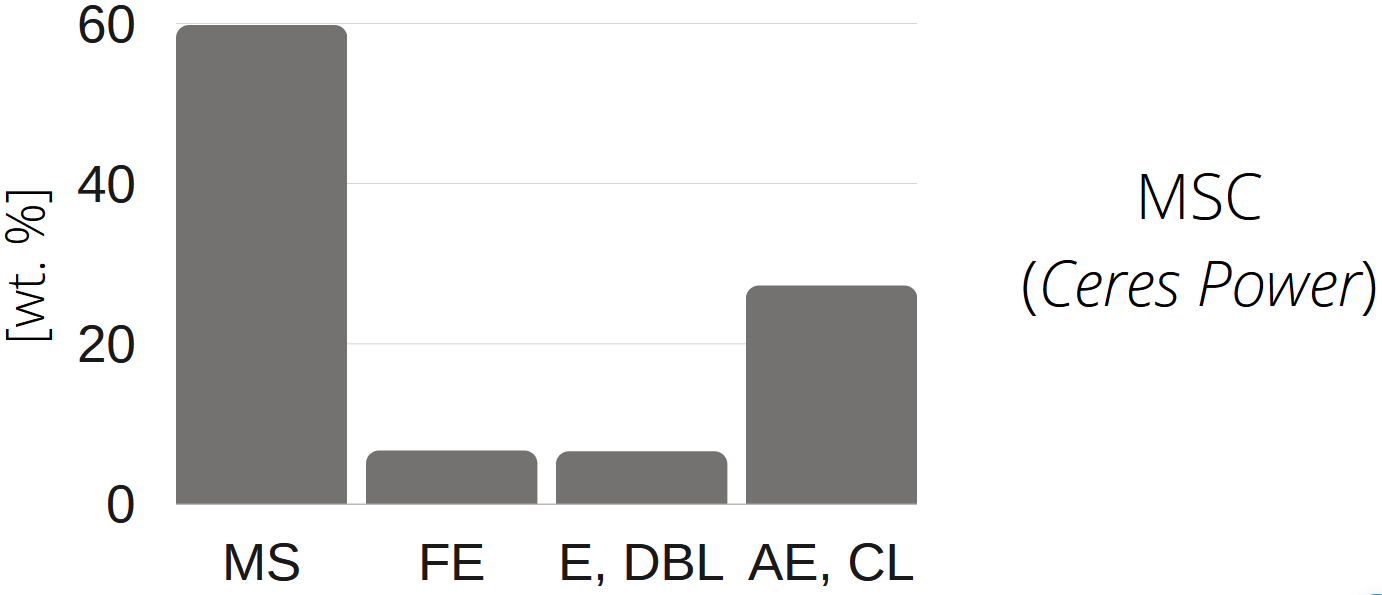 60
40
20
0
[wt. %]
MS FE E, DBL AE, CL
MSC
(Ceres Power)